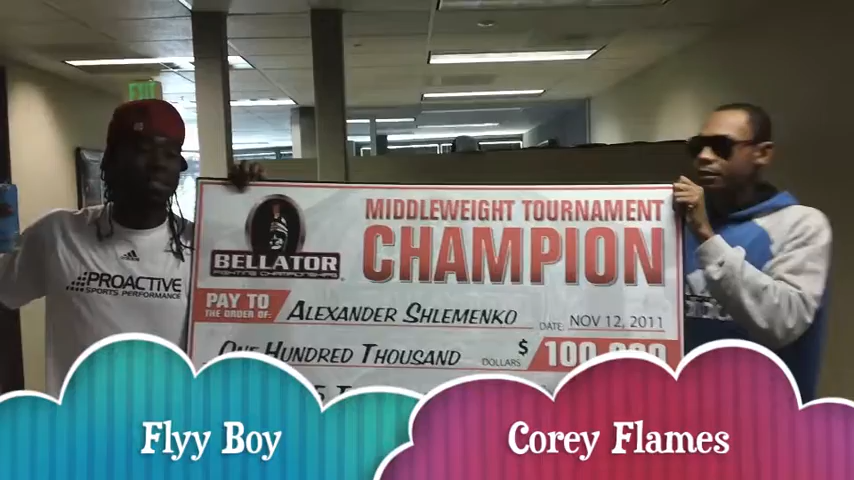 EXIT
MIDDLEWEIGHT TOURNAMENT
CHAMPION
BELLATOR
FIGHTING CHAMPIONSHIPS
PAY TO
THE ORDER OF:
ALEXANDER SHLEMENKO
DATE: NOV 12, 2011
ONE HUNDRED THOUSAND DOLLARS $
PROACTIVE
SPORTS PERFORMANCE
Flyy Boy
Corey Flames